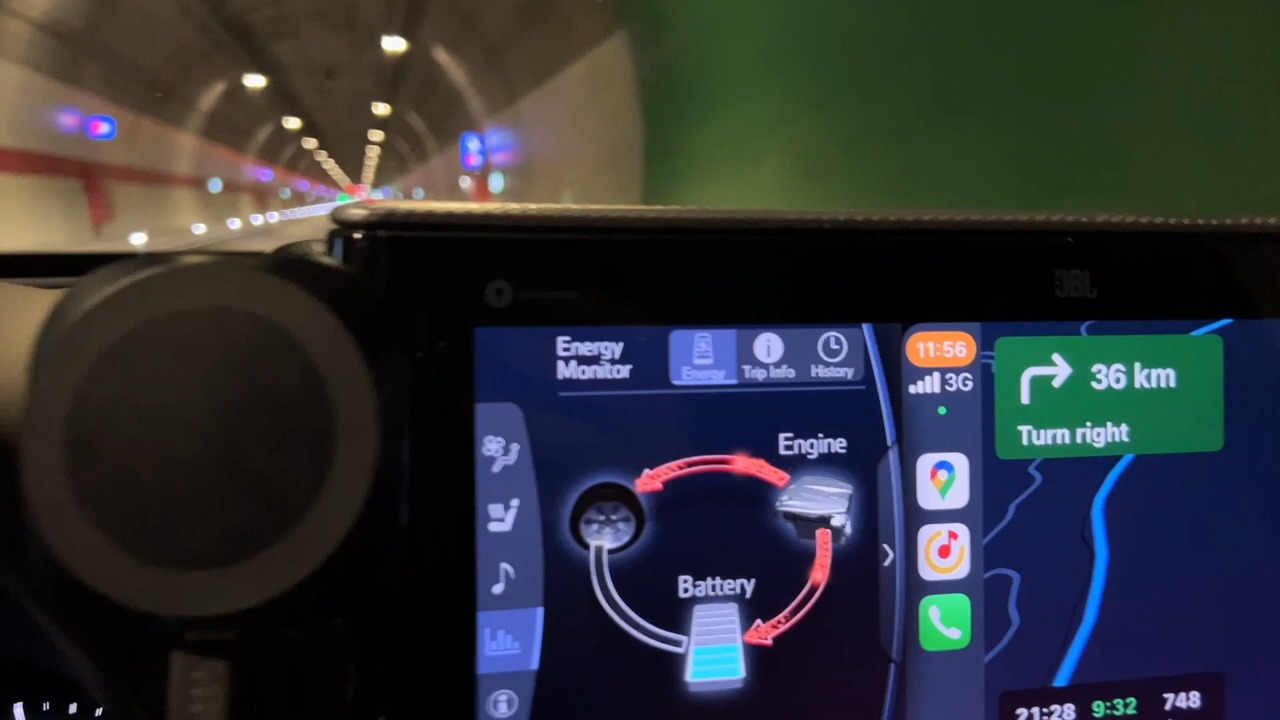 JBL
Energy
Monitor
Energy
Trip Info
History
11:56
3G
36 km
Turn right
Engine
Battery
21:28 9:32 748